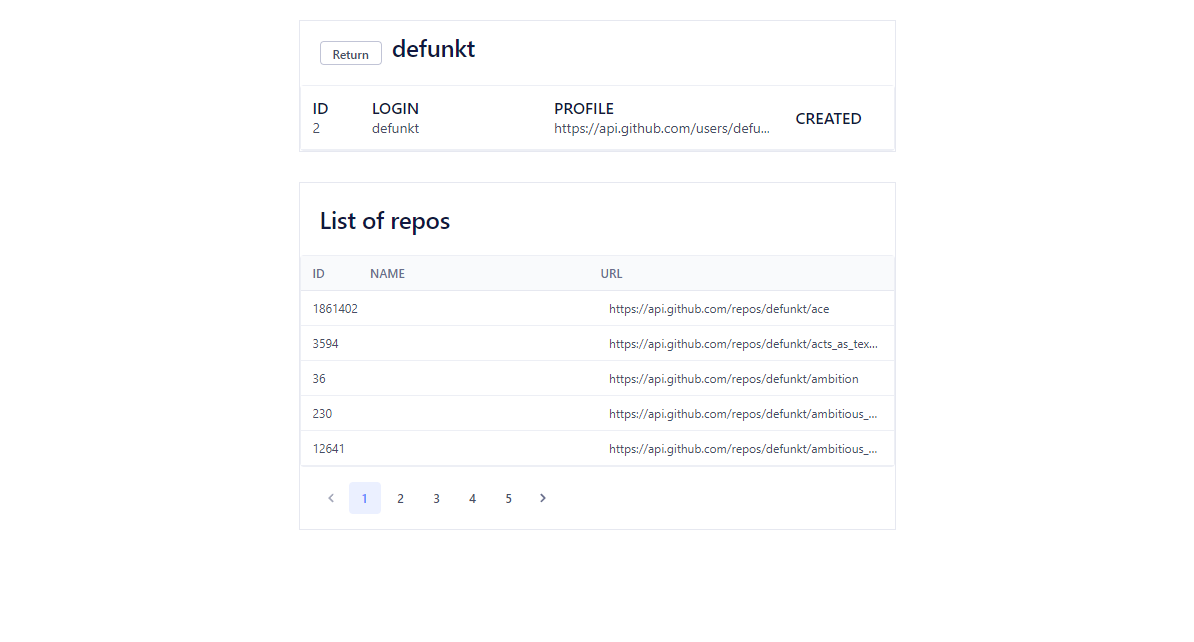 Return defunkt
ID LOGIN PROFILE CREATED
2 defunkt https://api.github.com/users/defu...
List of repos
ID NAME URL
1861402 https://api.github.com/repos/defunkt/ace
3594 https://api.github.com/repos/defunkt/acts_as_tex...
36 https://api.github.com/repos/defunkt/ambition
230 https://api.github.com/repos/defunkt/ambitious_...
12641 https://api.github.com/repos/defunkt/ambitious_...
1 2 3 4 5